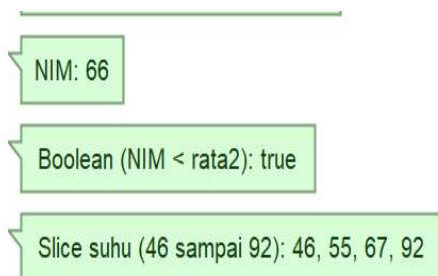 NIM: 66
Boolean (NIM < rata2): true
Slice suhu (46 sampai 92): 46, 55, 67, 92